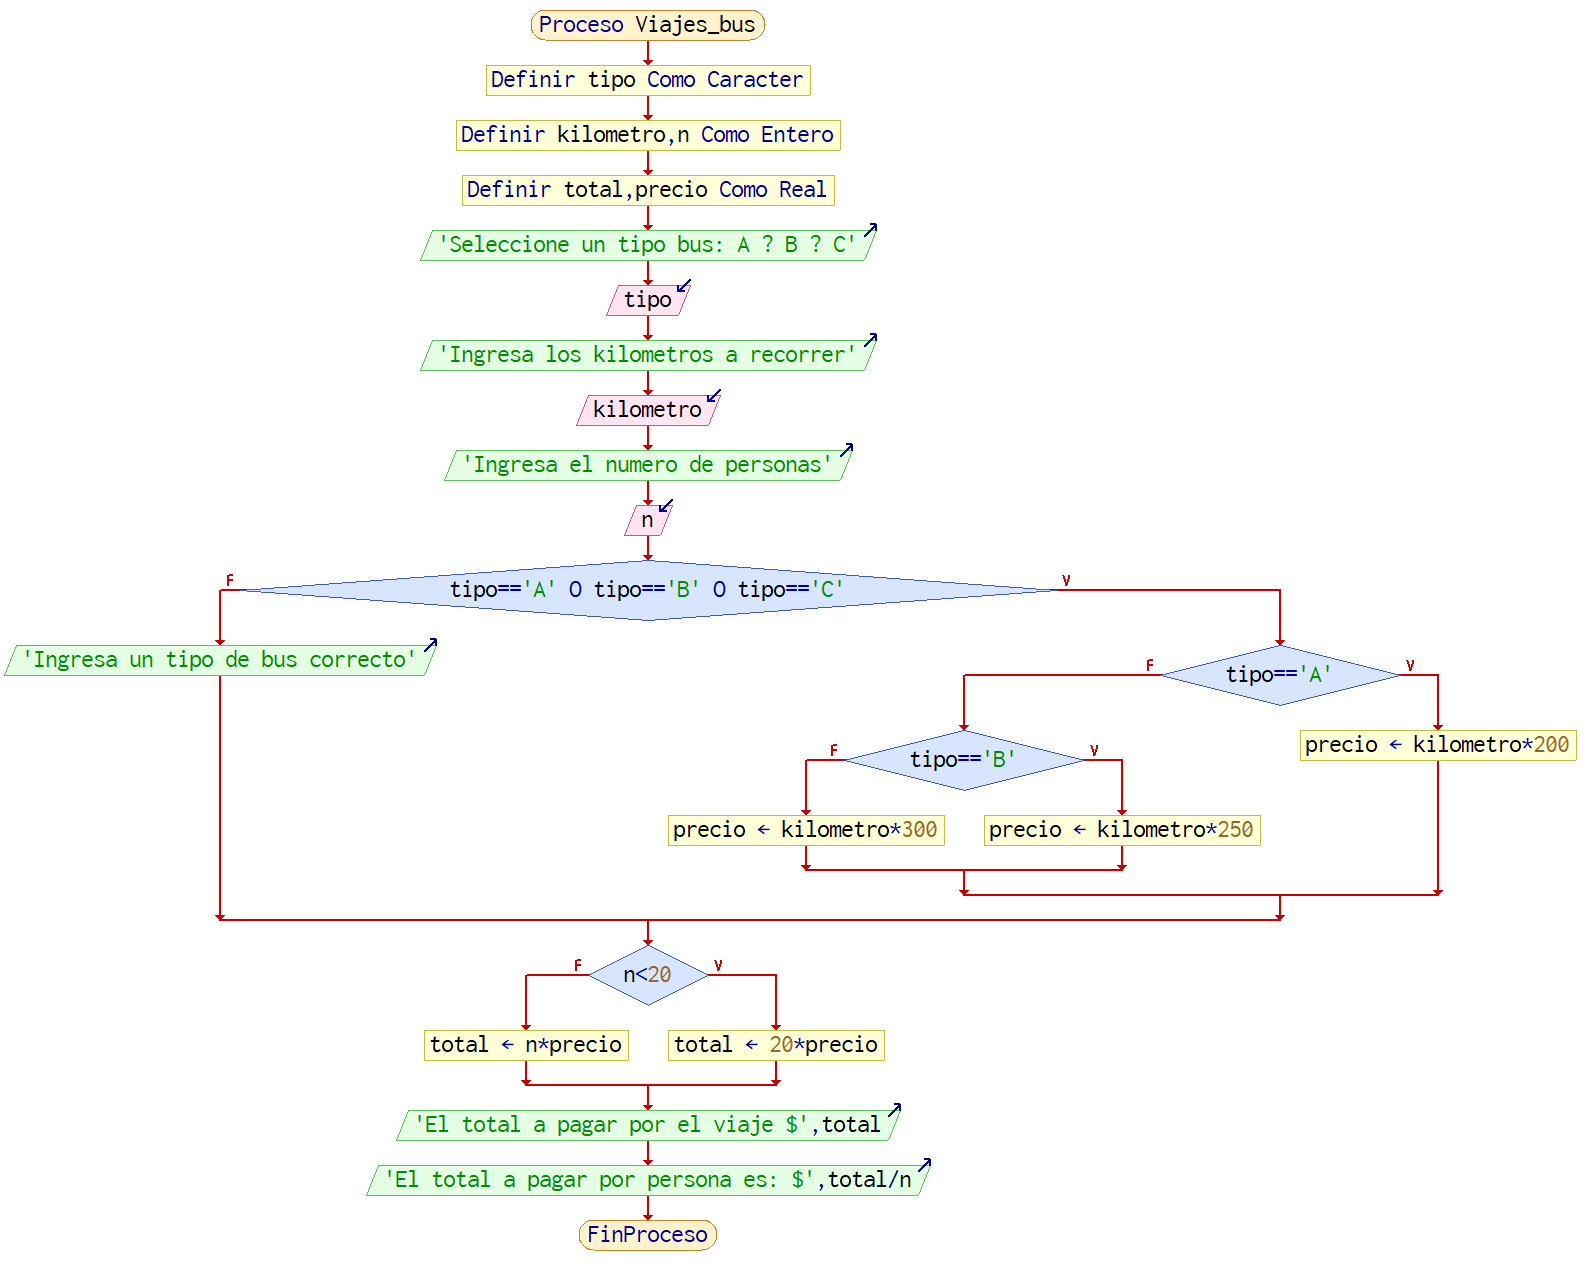 Proceso Viajes_bus
Definir tipo Como Caracter
Definir kilometro,n Como Entero
Definir total,precio Como Real
'Seleccione un tipo bus: A ? B ? C'
tipo
'Ingresa los kilometros a recorrer'
kilometro
'Ingresa el numero de personas'
n
F
tipo=='A' O tipo=='B' O tipo=='C'
V
'Ingresa un tipo de bus correcto'
F
tipo=='A'
V
precio ← kilometro*200
F
tipo=='B'
V
precio ← kilometro*300
precio ← kilometro*250
F
n<20
V
total ← n*precio
total ← 20*precio
'El total a pagar por el viaje $',total
'El total a pagar por persona es: $',total/n
FinProceso